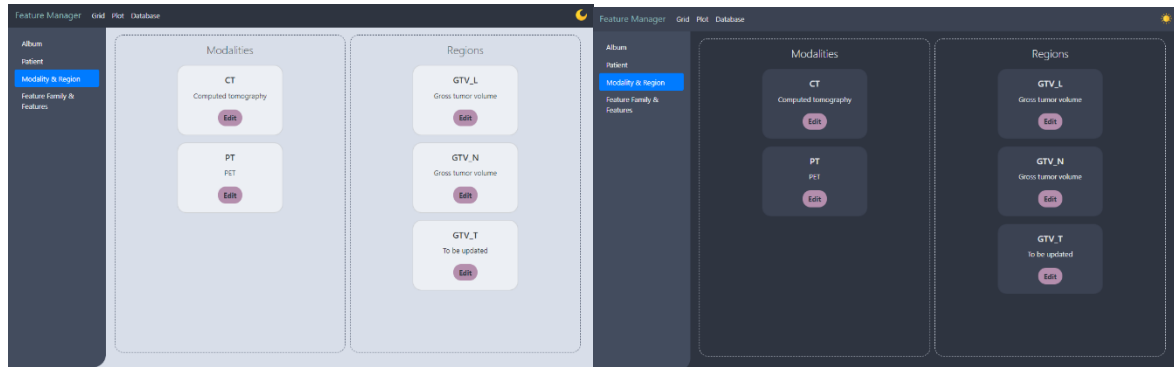 Feature Manager Grid Plot Database
Album
Patient
Modality & Region
Feature Family &
Features
Modalities
CT
Computed tomography
Edit
PT
PET
Edit
Regions
GTV_L
Gross tumor volume
Edit
GTV_N
Gross tumor volume
Edit
GTV_T
To be updated
Edit
Feature Manager Grid Plot Database
Album
Patient
Modality & Region
Feature Family &
Features
Modalities
CT
Computed tomography
Edit
PT
PET
Edit
Regions
GTV_L
Gross tumor volume
Edit
GTV_N
Gross tumor volume
Edit
GTV_T
To be updated
Edit